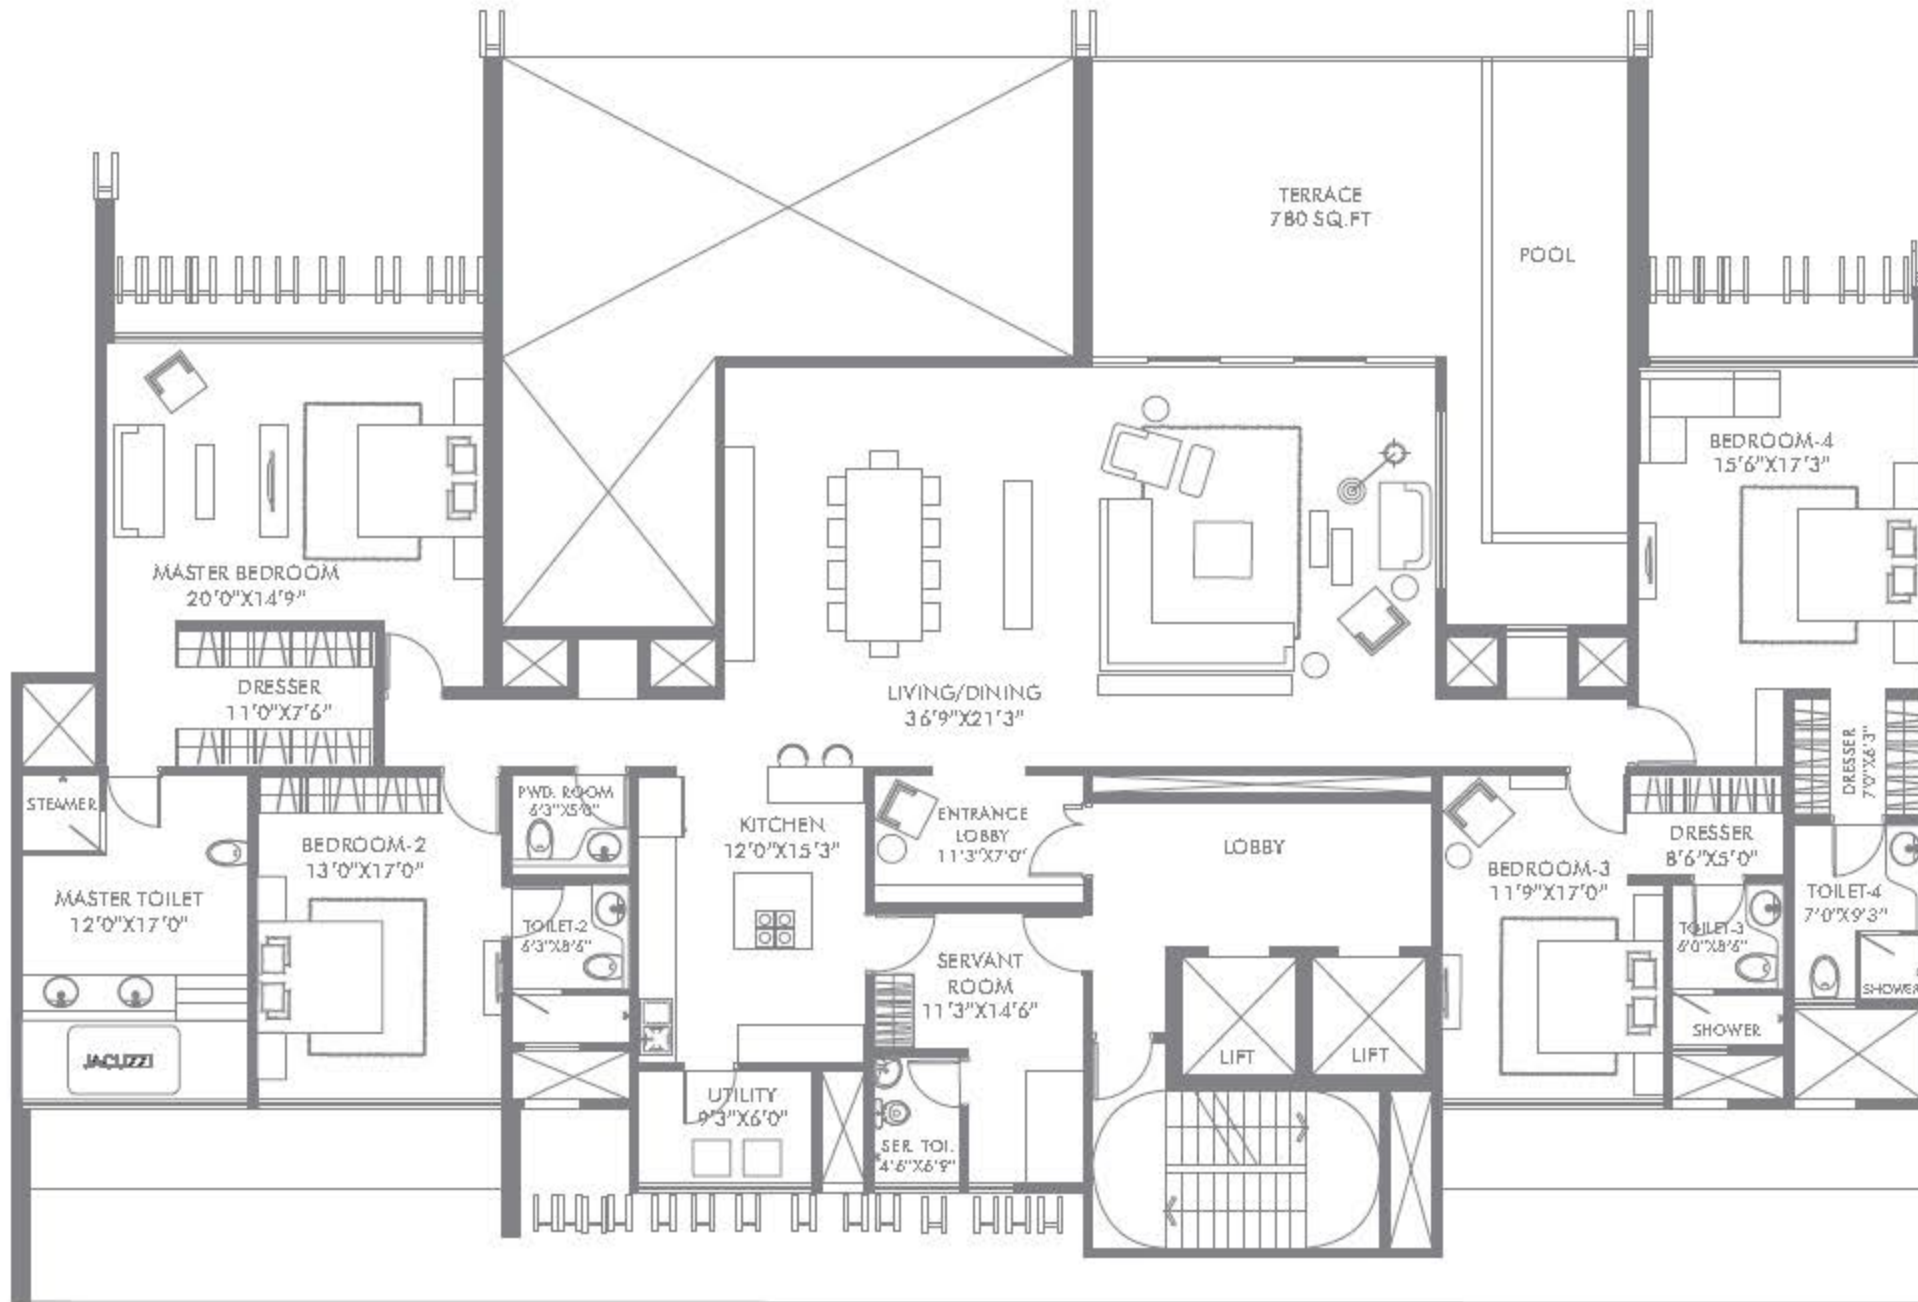 TERRACE
780 SQ.FT
POOL
BEDROOM-4
15'6"X17'3"
MASTER BEDROOM
20'0"X14'9"
DRESSER
11'0"X7'6"
LIVING/DINING
36'9"X21'3"
DRESSER
7'0"X6'3"
STEAMER
PWD. ROOM
6'3"X5'0"
ENTRANCE
LOBBY
11'3"X7'0"
KITCHEN
12'0"X15'3"
BEDROOM-2
13'0"X17'0"
LOBBY
DRESSER
8'6"X5'0"
BEDROOM-3
11'9"X17'0"
MASTER TOILET
12'0"X17'0"
TOILET-4
7'0"X9'3"
TOILET-2
6'3"X8'6"
TOILET-3
6'0"X8'6"
SERVANT
ROOM
11'3"X14'6"
SHOWER
SHOWER
JACUZZI
LIFT
LIFT
UTILITY
9'3"X6'0"
SER. TOI.
4'6"X6'9"